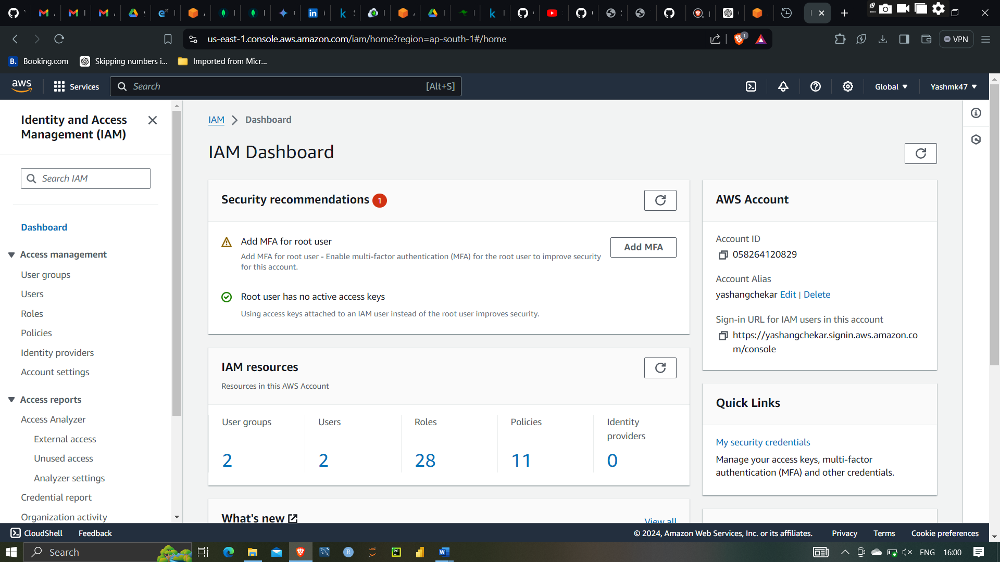 us-east-1.console.aws.amazon.com/iam/home?region=ap-south-1#/home
1
VPN
B. Booking.com
Skipping numbers i...
Imported from Micr...
aws
Services
Search
[Alt+S]
Global
Yashmk47
Identity and Access
Management (IAM)
Search IAM
Dashboard
Access management
User groups
Users
Roles
Policies
Identity providers
Account settings
Access reports
Access Analyzer
External access
Unused access
Analyzer settings
Credential report
Organization activity
IAM
Dashboard
IAM Dashboard
Security recommendations 1
Add MFA for root user
Add MFA for root user - Enable multi-factor authentication (MFA) for the root user to improve security
for this account.
Add MFA
Root user has no active access keys
Using access keys attached to an IAM user instead of the root user improves security.
IAM resources
Resources in this AWS Account
User groups
2
Users
2
Roles
28
Policies
11
Identity
providers
0
What's new
View all
AWS Account
Account ID
058264120829
Account Alias
yashangchekar Edit | Delete
Sign-in URL for IAM users in this account
https://yashangchekar.signin.aws.amazon.co
m/console
Quick Links
My security credentials
Manage your access keys, multi-factor
authentication (MFA) and other credentials.
CloudShell
Feedback
© 2024, Amazon Web Services, Inc. or its affiliates.
Privacy
Terms
Cookie preferences
Search
ENG
16:00